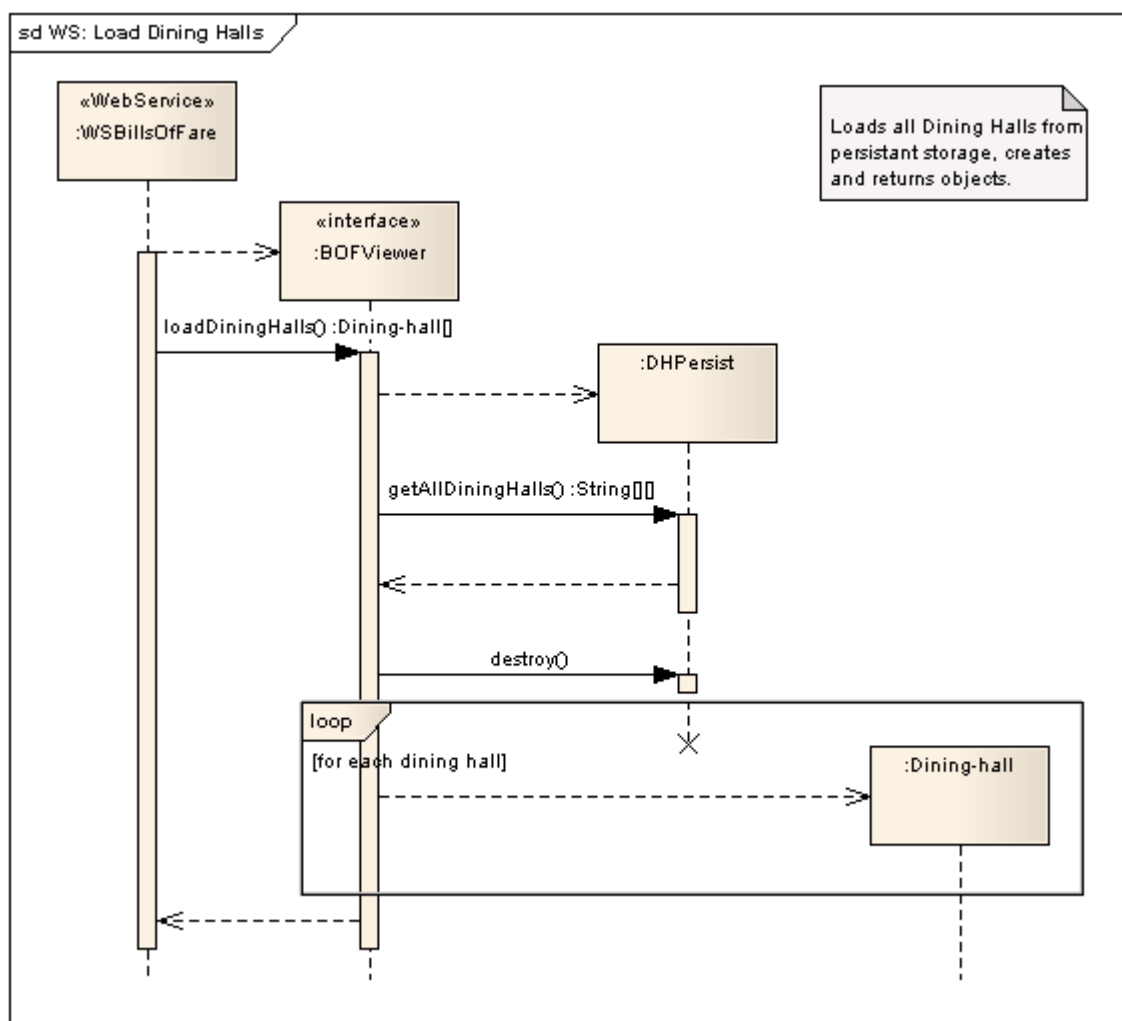 sd WS: Load Dining Halls
«WebService»
:WSBillsOfFare
Loads all Dining Halls from
persistant storage, creates
and returns objects.
«interface»
:BOFViewer
loadDiningHalls() :Dining-hall[]
:DHPersist
getAllDiningHalls() :String[][]
destroy()
loop
[for each dining hall]
:Dining-hall